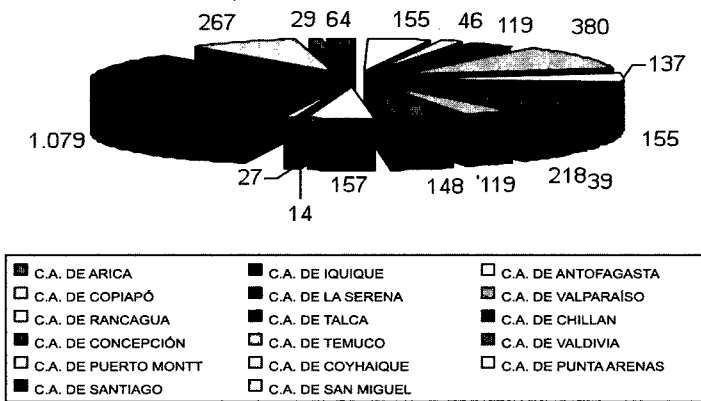 267 29 64 155 46 119 380
137
1.079 155
27 157 148 '119 218 39
14
C.A. DE ARICA C.A. DE IQUIQUE C.A. DE ANTOFAGASTA
C.A. DE COPIAPÓ C.A. DE LA SERENA C.A. DE VALPARAÍSO
C.A. DE RANCAGUA C.A. DE TALCA C.A. DE CHILLAN
C.A. DE CONCEPCIÓN C.A. DE TEMUCO C.A. DE VALDIVIA
C.A. DE PUERTO MONTT C.A. DE COYHAIQUE C.A. DE PUNTA ARENAS
C.A. DE SANTIAGO C.A. DE SAN MIGUEL